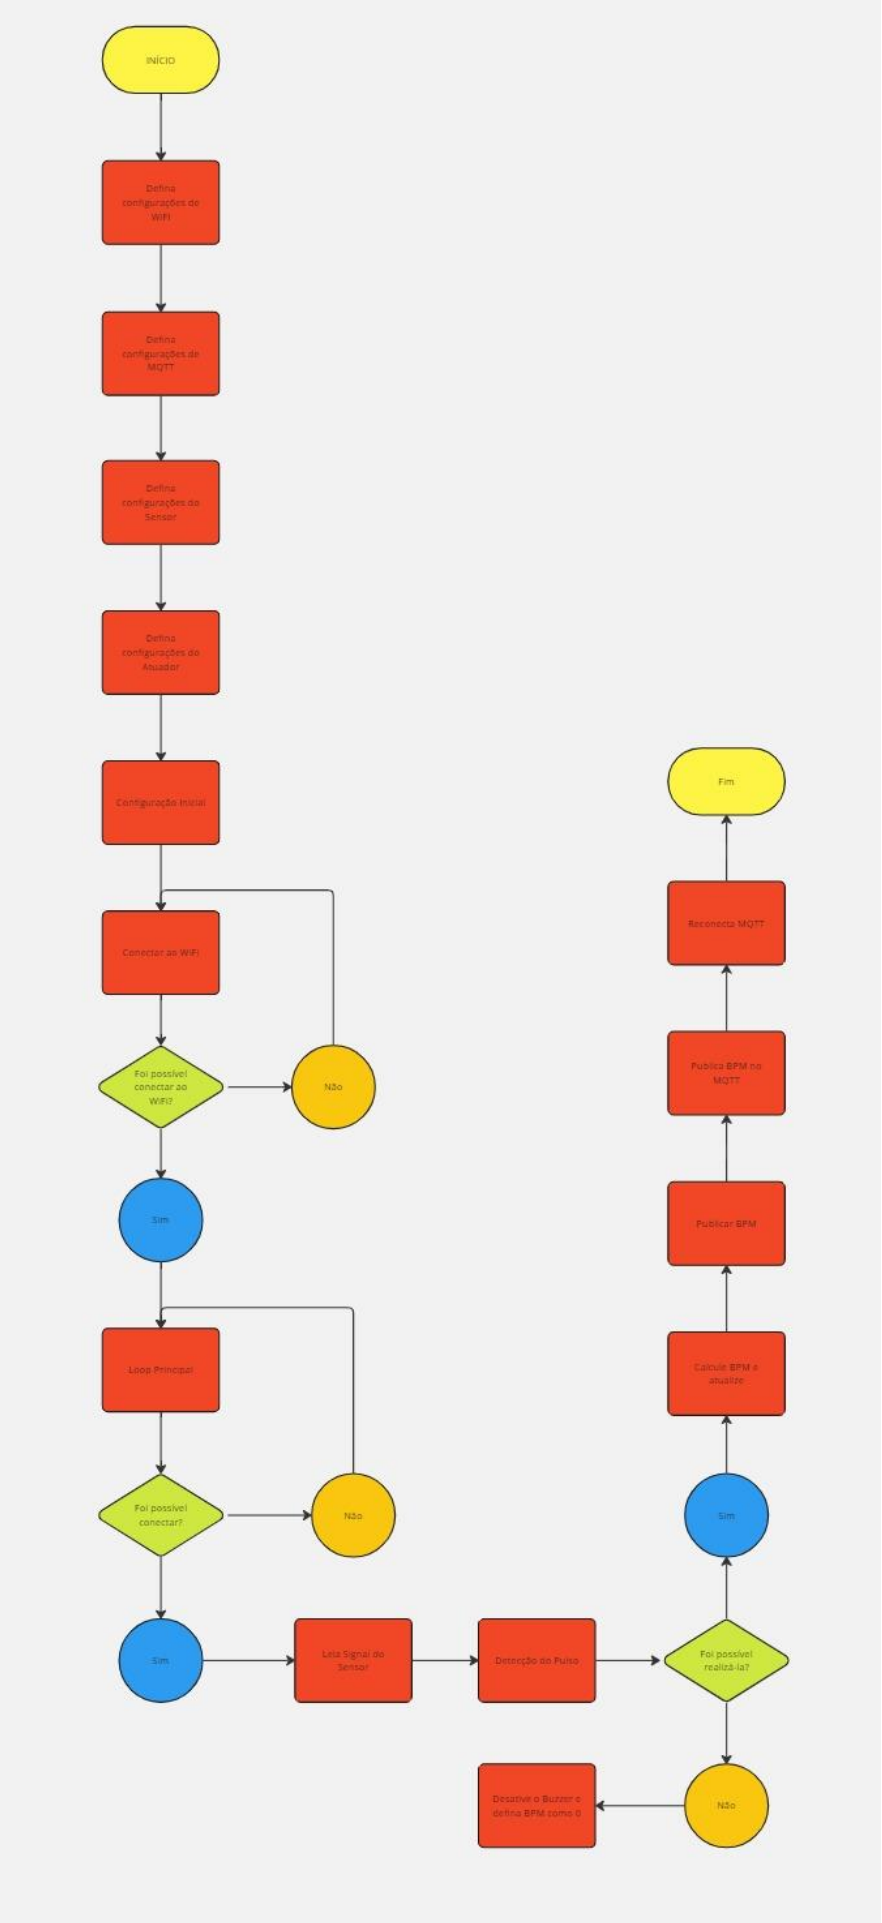 INÍCIO
Defina
configurações de
WiFi
Defina
configurações de
MQTT
Defina
configurações do
Sensor
Defina
configurações do
Atuador
Configuração Inicial
Conectar ao WiFi
Foi possível
conectar ao
WiFi?
Não
Sim
Loop Principal
Foi possível
conectar?
Não
Sim
Leia Signal do
Sensor
Detecção do Pulso
Foi possível
realizá-la?
Não
Desative o Buzzer e
defina BPM como 0
Sim
Calcule BPM e
atualize
Publicar BPM
Publica BPM no
MQTT
Reconecta MQTT
Fim